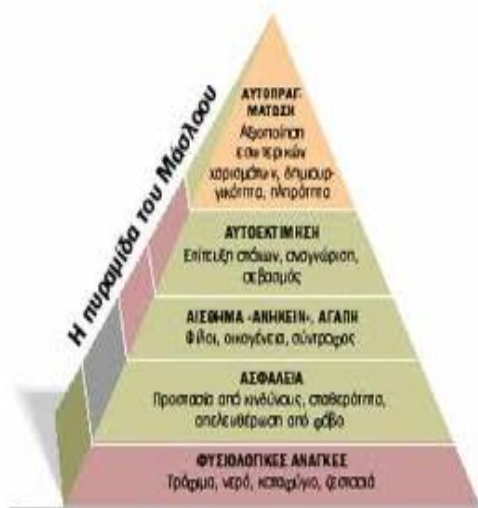 Η πυραμίδα του Μάσλοου
ΑΥΤΟΠΡΑΓ-
ΜΑΤΩΣΗ
Αξιοποίηση
εσωτερικών
χαρισμάτων, δημιουρ-
γικότητα, πληρότητα
ΑΥΤΟΕΚΤΙΜΗΣΗ
Επίτευξη στόχων, αναγνώριση,
σεβασμός
ΑΙΣΘΗΜΑ «ΑΝΗΚΕΙΝ», ΑΓΑΠΗ
Φίλοι, οικογένεια, σύντροφος
ΑΣΦΑΛΕΙΑ
Προστασία από κινδύνους, σταθερότητα,
απελευθέρωση από φόβο
ΦΥΣΙΟΛΟΓΙΚΕΣ ΑΝΑΓΚΕΣ
Τρόφιμα, νερό, καταφύγιο, ζεστασιά